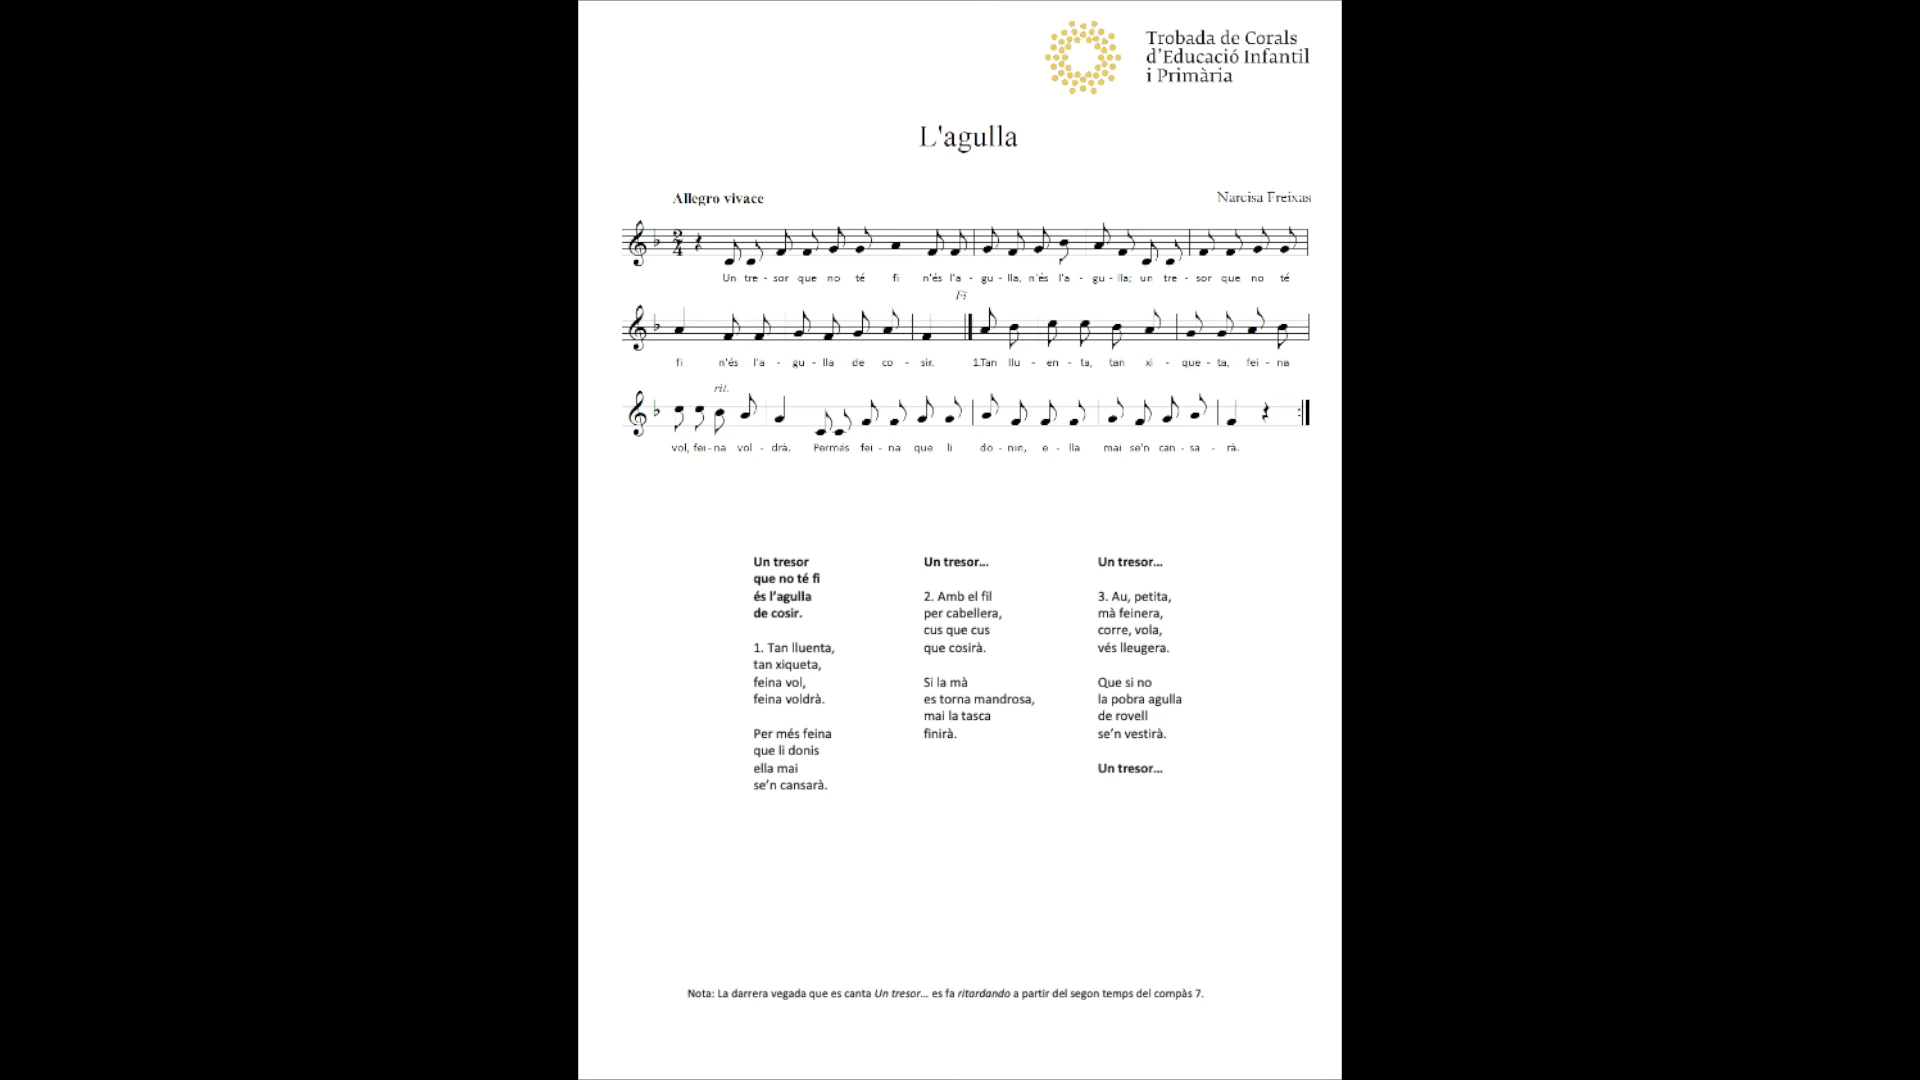 Trobada de Corals
d’Educació Infantil
i Primària
L'agulla
Allegro vivace
Narcisa Freixas
Un tre - sor que no té fi n'és l'a - gu - lla, n'és l'a - gu - lla; un tre - sor que no té
Fi
fi n'és l'a - gu - lla de co - sir. 1.Tan llu - en - ta, tan xi - que - ta, fei - na
rit.
vol, fei - na vol - drà. Permés fei - na que li do - nin, e - lla mai se'n can - sa - rà.
Un tresor
que no té fi
és l’agulla
de cosir.
1. Tan lluenta,
tan xiqueta,
feina vol,
feina voldrà.
Per més feina
que li donis
ella mai
se’n cansarà.
Un tresor...
2. Amb el fil
per cabellera,
cus que cus
que cosirà.
Si la mà
es torna mandrosa,
mai la tasca
finirà.
Un tresor...
3. Au, petita,
mà feinera,
corre, vola,
vés lleugera.
Que si no
la pobra agulla
de rovell
se’n vestirà.
Un tresor...
Nota: La darrera vegada que es canta Un tresor... es fa ritardando a partir del segon temps del compàs 7.